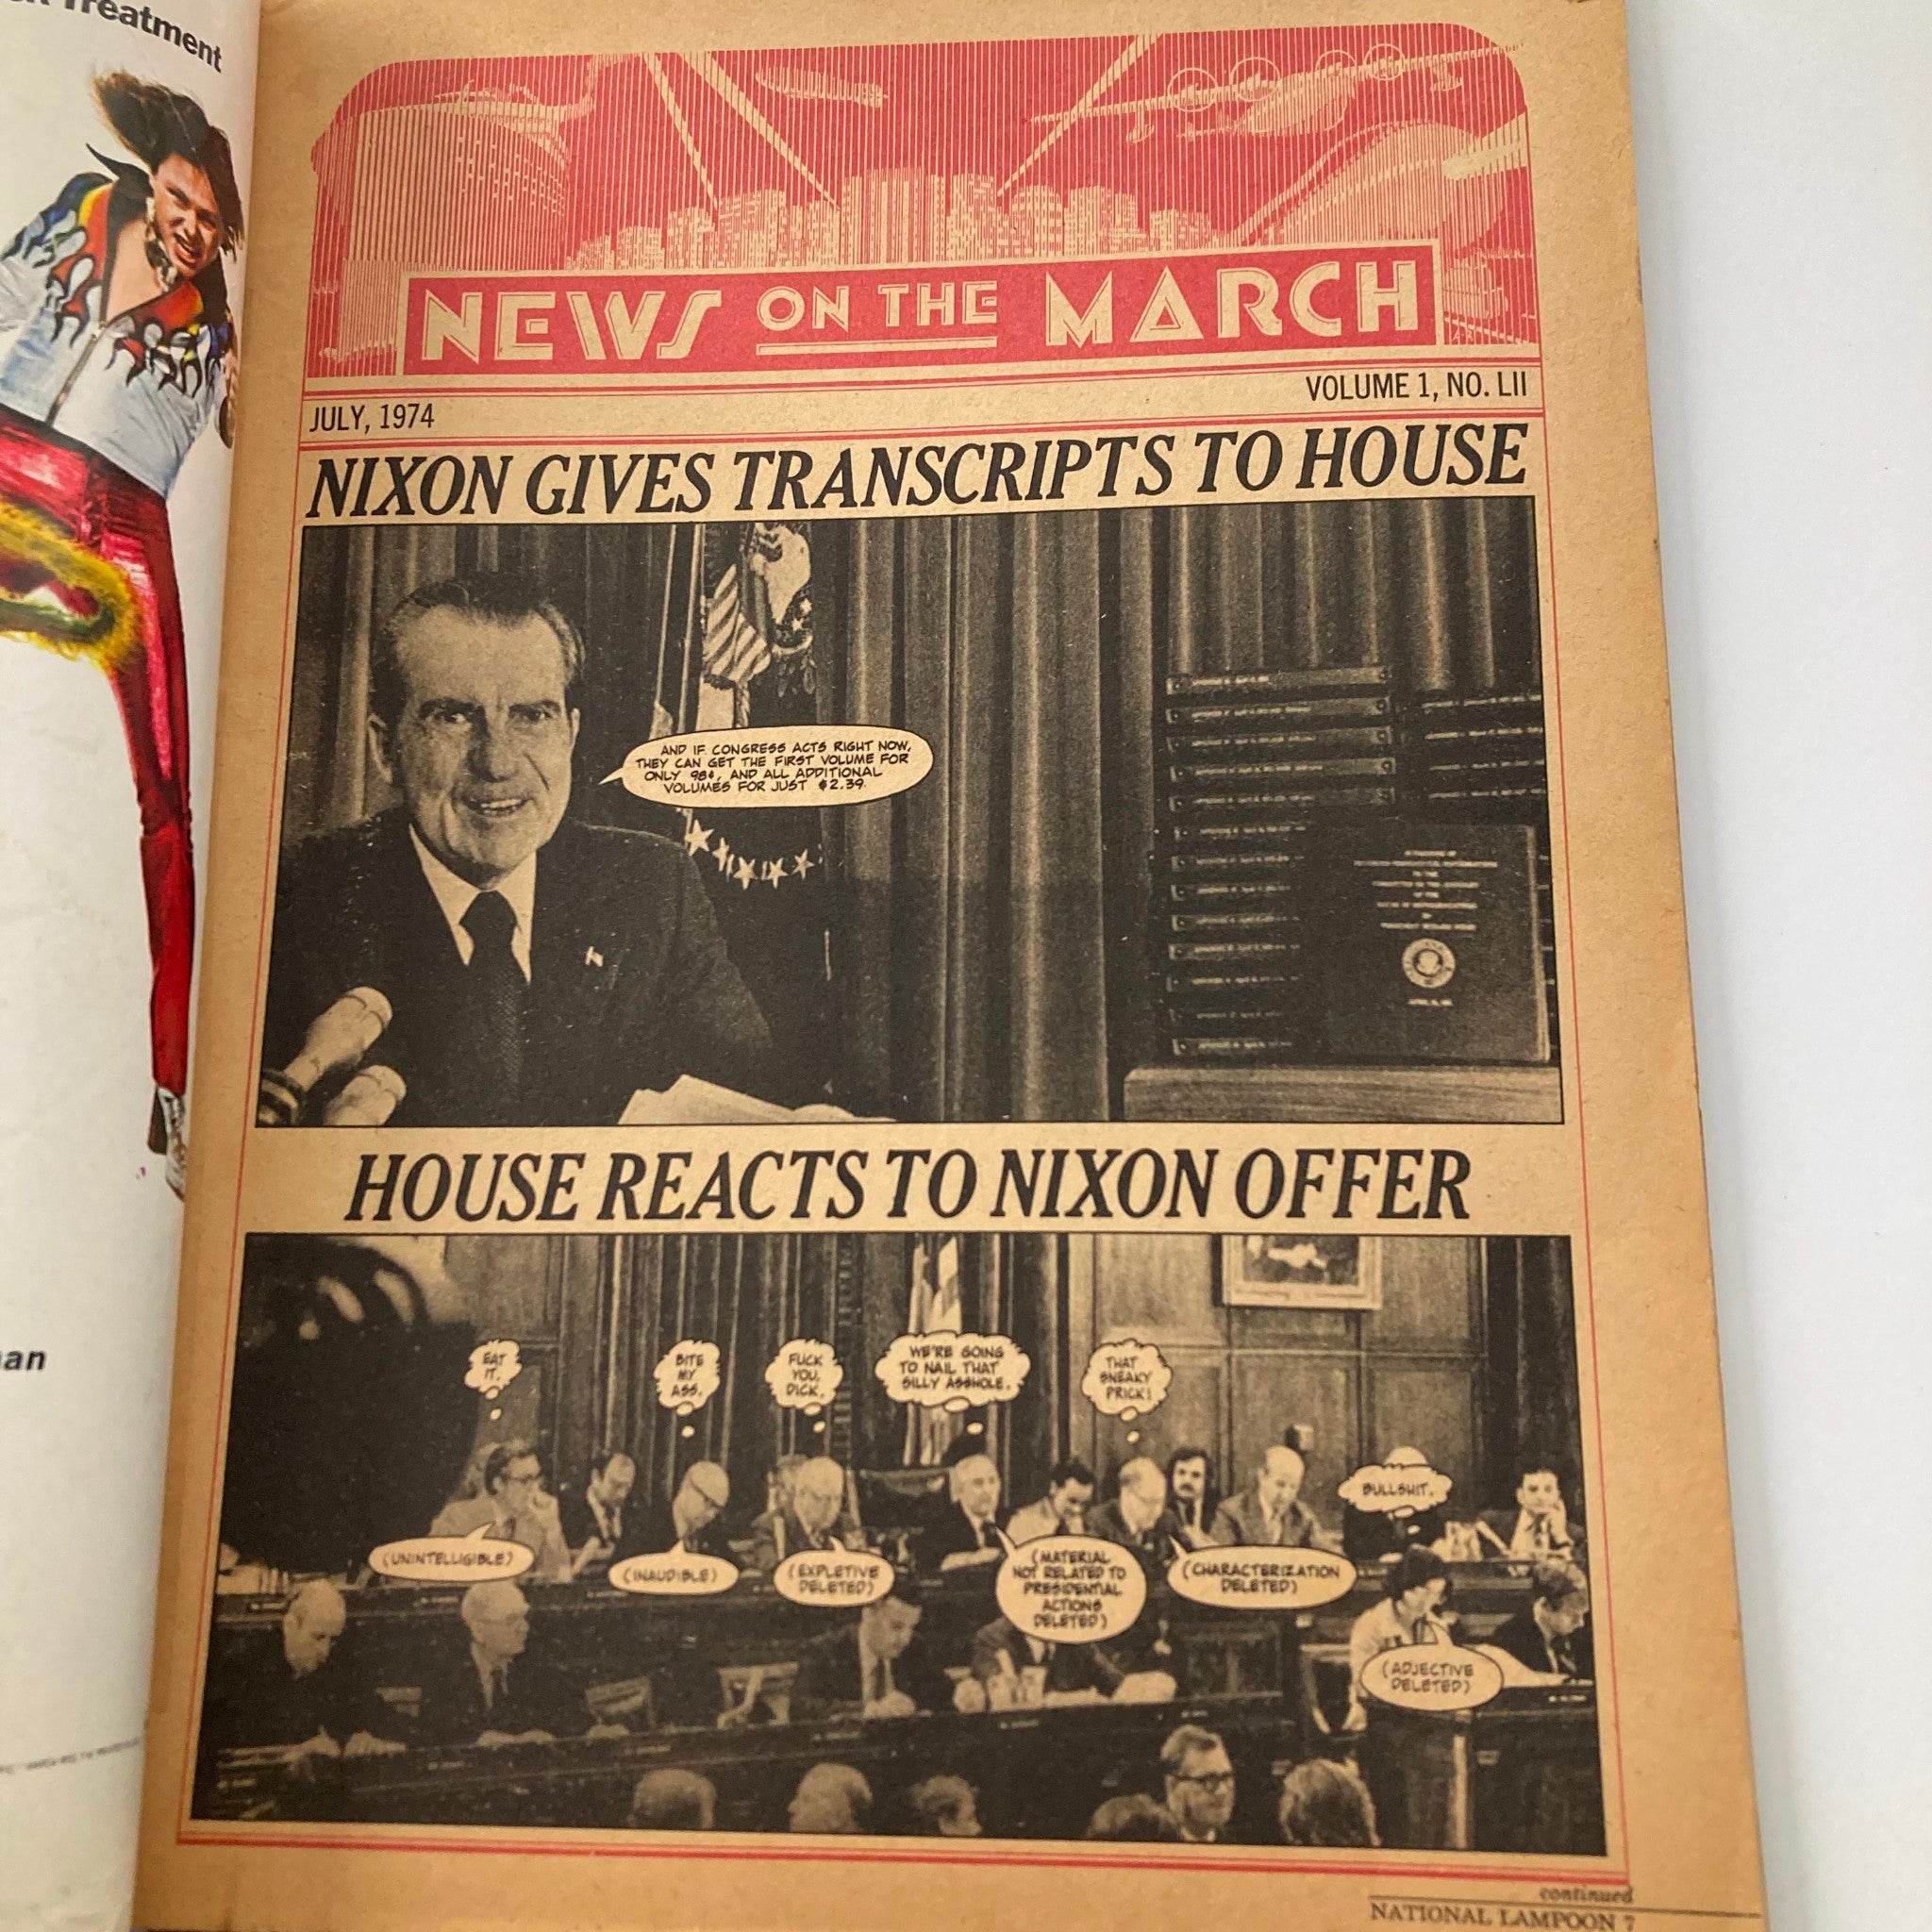 Treatment
an
NEWS ON THE MARCH
VOLUME 1, NO. LII
JULY, 1974
NIXON GIVES TRANSCRIPTS TO HOUSE
AND IF CONGRESS ACTS RIGHT NOW,
THEY CAN GET THE FIRST VOLUME FOR
ONLY 98¢, AND ALL ADDITIONAL
VOLUMES FOR JUST $2.39.
HOUSE REACTS TO NIXON OFFER
EAT
IT.
BITE
MY
ASS.
FUCK
YOU,
DICK.
WE'RE GOING
TO NAIL THAT
SILLY ASSHOLE.
THAT
SNEAKY
PRICK!
BULLSHIT.
(UNINTELLIGIBLE)
(INAUDIBLE)
(EXPLETIVE
DELETED)
(MATERIAL
NOT RELATED TO
PRESIDENTIAL
ACTIONS
DELETED)
(CHARACTERIZATION
DELETED)
(ADJECTIVE
DELETED)
continued
NATIONAL LAMPOON 7